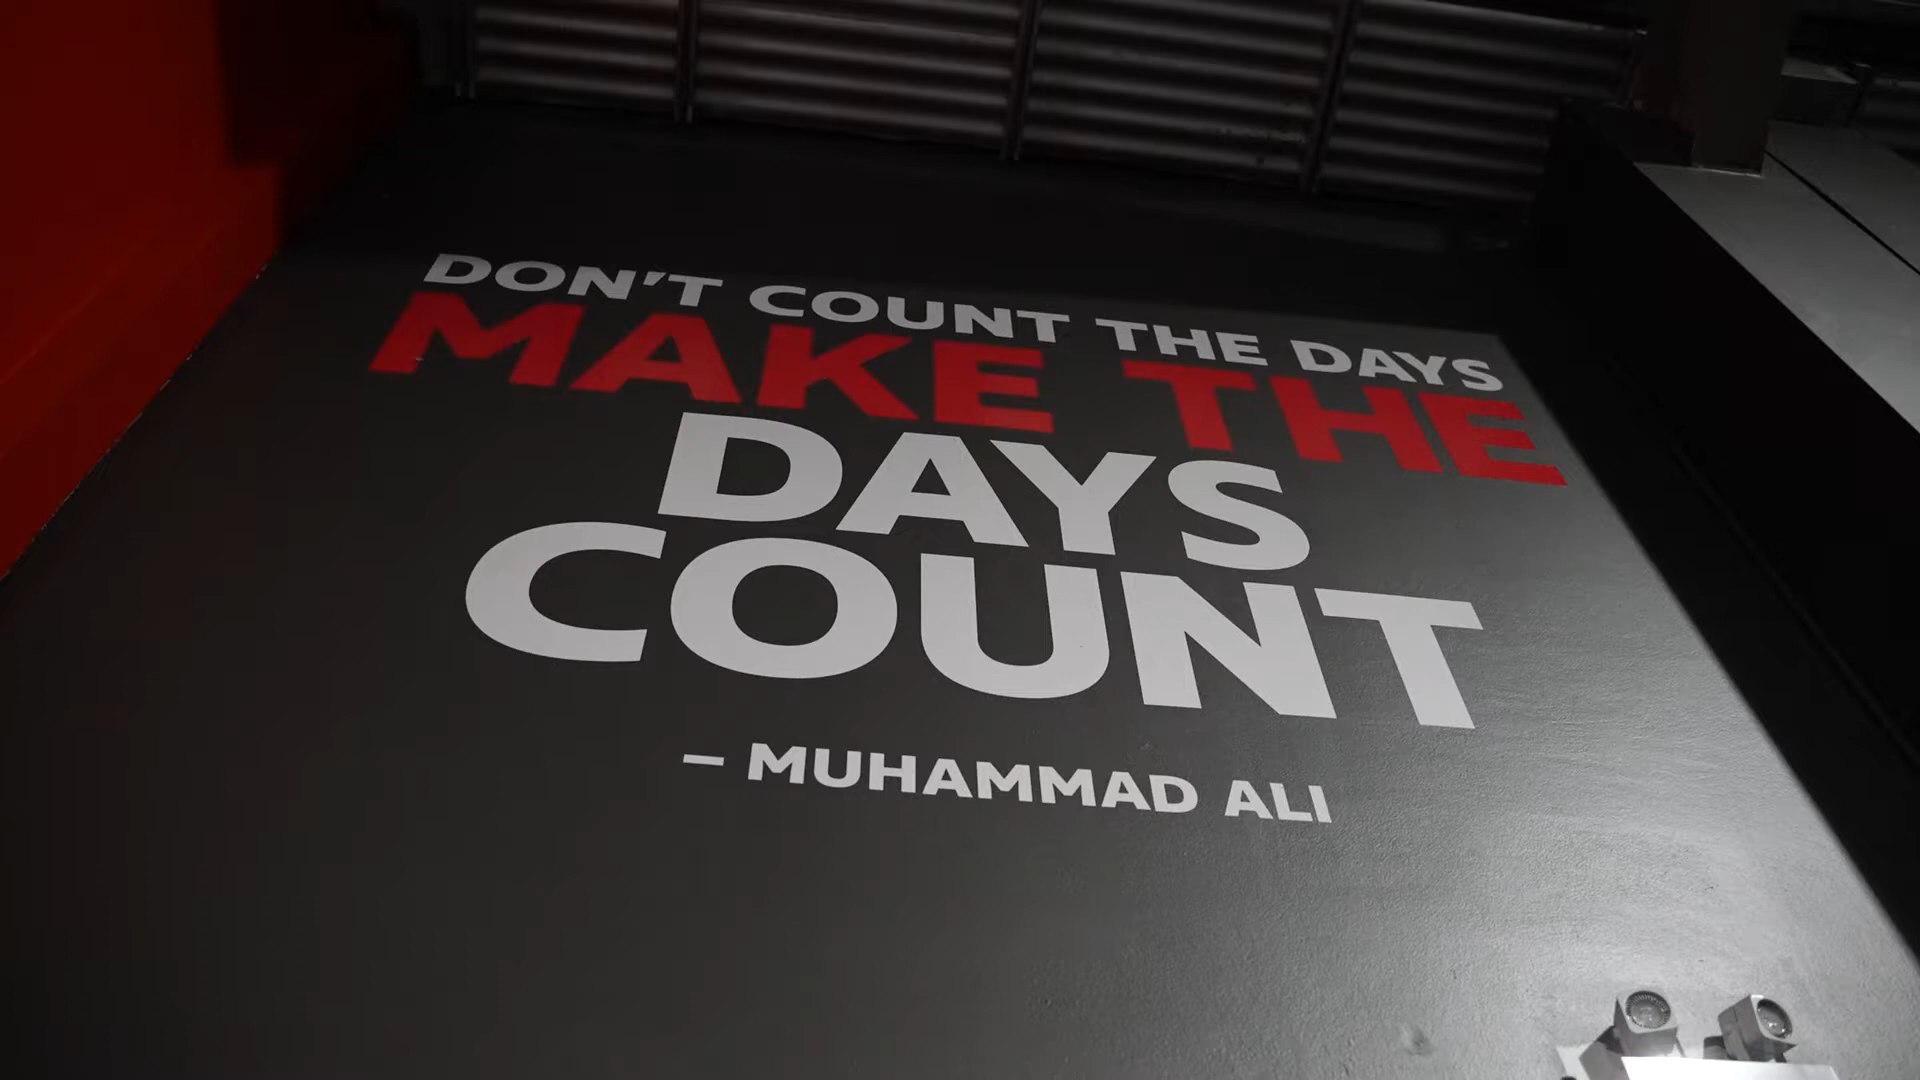 DON'T COUNT THE DAYS
MAKE THE
DAYS
COUNT
– MUHAMMAD ALI